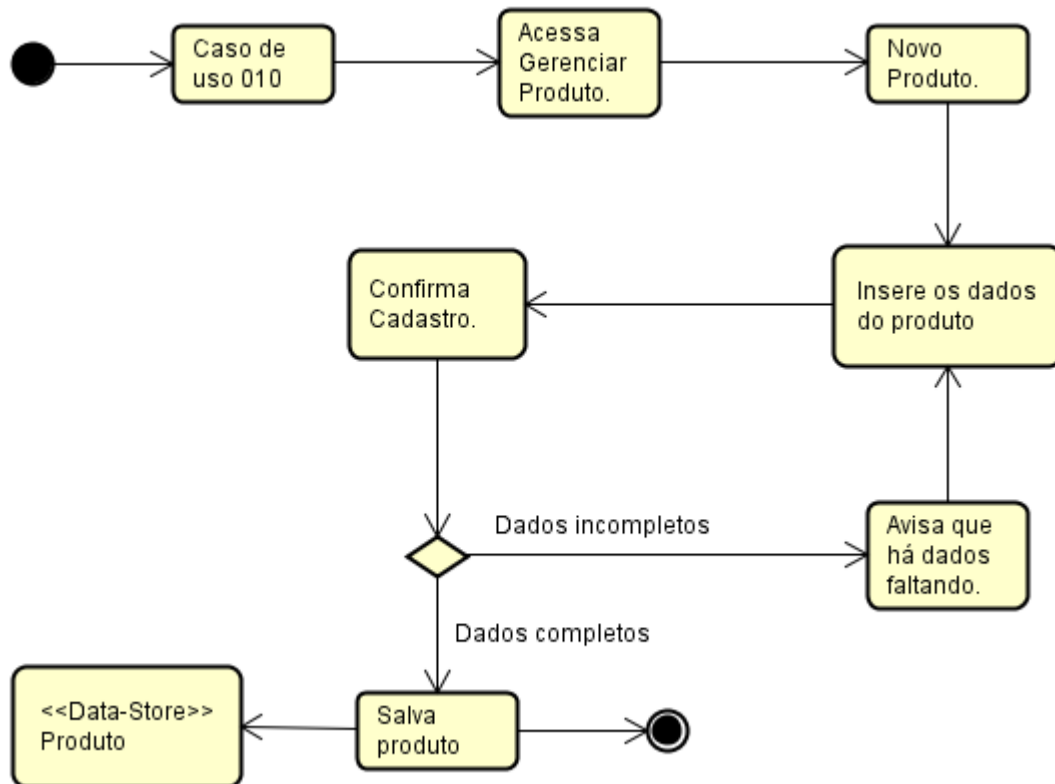 Caso de
uso 010
Acessa
Gerenciar
Produto.
Novo
Produto.
Confirma
Cadastro.
Insere os dados
do produto
Dados incompletos
Avisa que
há dados
faltando.
Dados completos
<<Data-Store>>
Produto
Salva
produto